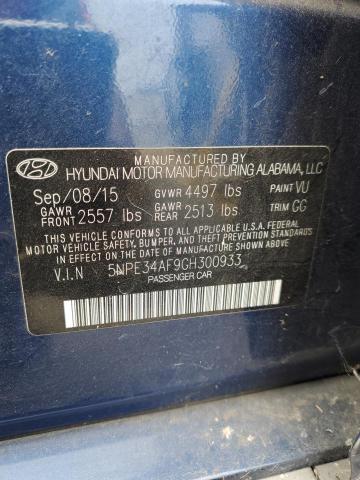 MANUFACTURED BY
HYUNDAI MOTOR MANUFACTURING ALABAMA, LLC
Sep/08/15 GVWR 4497 lbs PAINT VU
GAWR FRONT 2557 lbs GAWR REAR 2513 lbs TRIM GG
THIS VEHICLE CONFORMS TO ALL APPLICABLE U.S.A FEDERAL
MOTOR VEHICLE SAFETY, BUMPER, AND THEFT PREVENTION
STANDARDS IN EFFECT ON THE DATE OF MANUFACTURE SHOWN ABOVE.
V.I.N 5NPE34AF9GH300933
PASSENGER CAR